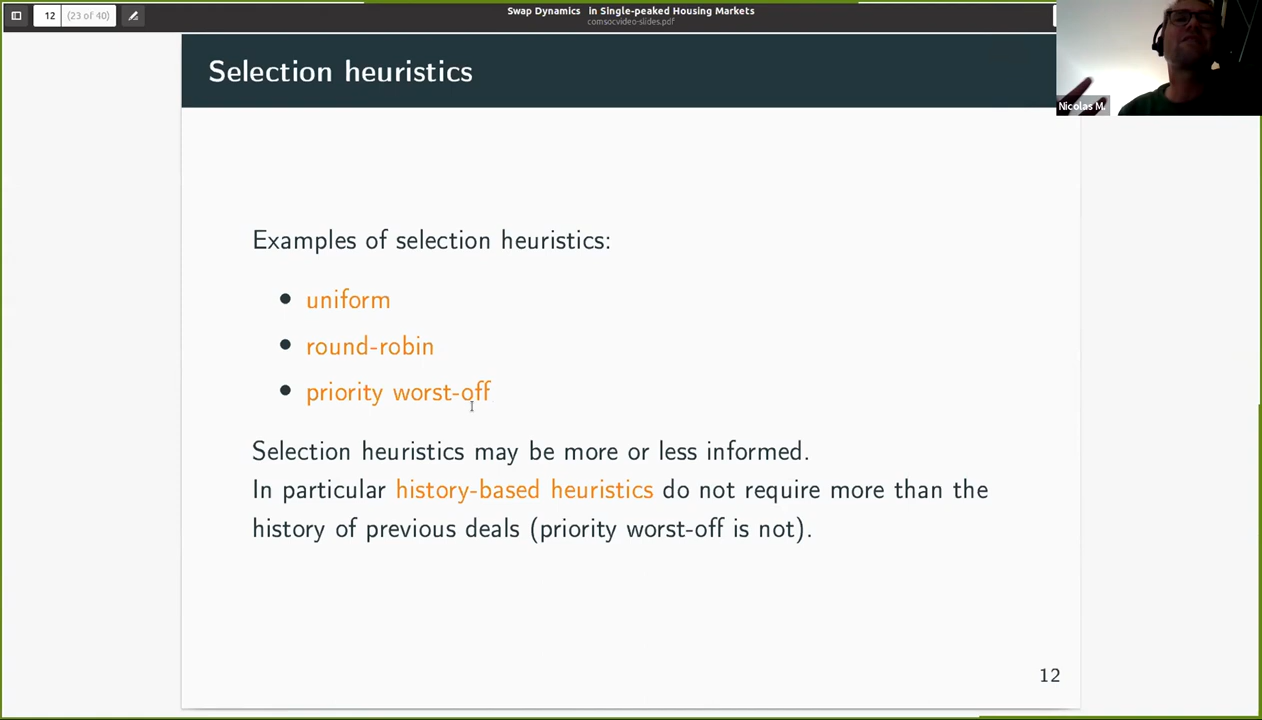 12 (23 of 40)
Swap Dynamics in Single-peaked Housing Markets
comsocvideo-slides.pdf
Nicolas M.
Selection heuristics
Examples of selection heuristics:
• uniform
• round-robin
• priority worst-off
Selection heuristics may be more or less informed.
In particular history-based heuristics do not require more than the
history of previous deals (priority worst-off is not).
12